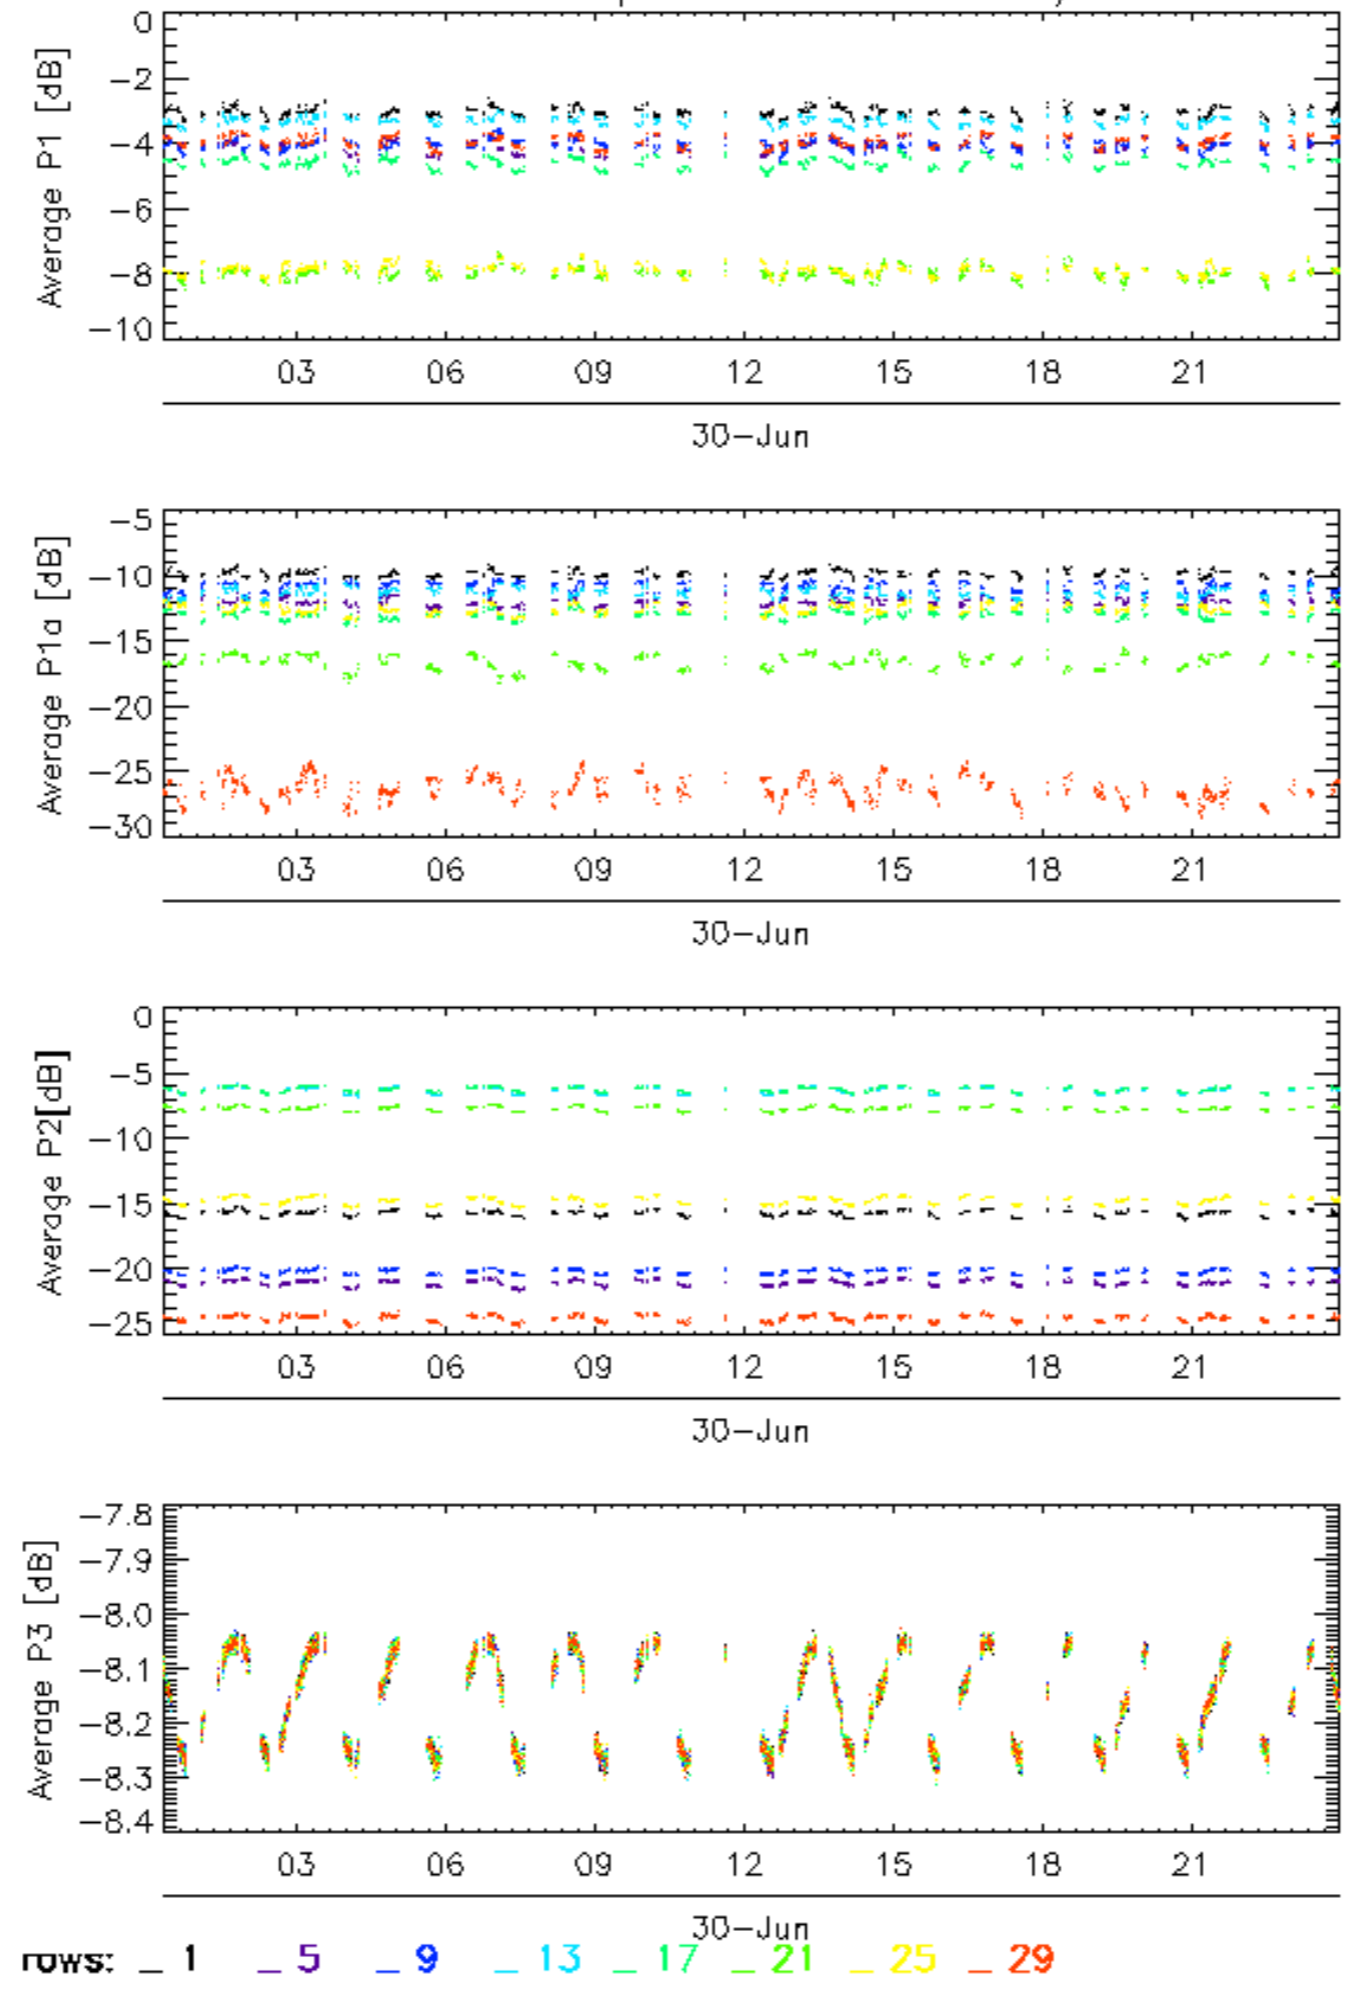 0
−2
−4
−6
−8
−10
Average P1 [dB]
03 06 09 12 15 18 21
30−Jun
−5
−10
−15
−20
−25
−30
Average P1a [dB]
03 06 09 12 15 18 21
30−Jun
0
−5
−10
−15
−20
−25
Average P2[dB]
03 06 09 12 15 18 21
30−Jun
−7.8
−7.9
−8.0
−8.1
−8.2
−8.3
−8.4
Average P3 [dB]
03 06 09 12 15 18 21
30−Jun
rows: _ 1 _ 5 _ 9 _ 13 _ 17 _ 21 _ 25 _ 29